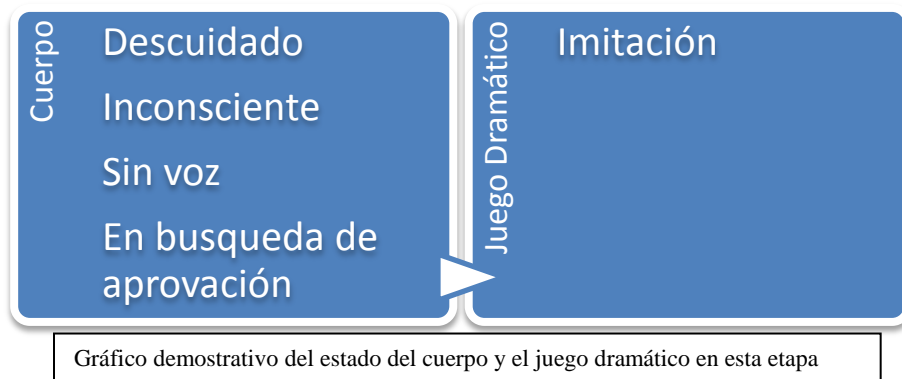 Cuerpo
Descuidado
Inconsciente
Sin voz
En busqueda de
aprovación
Juego Dramático
Imitación
Gráfico demostrativo del estado del cuerpo y el juego dramático en esta etapa